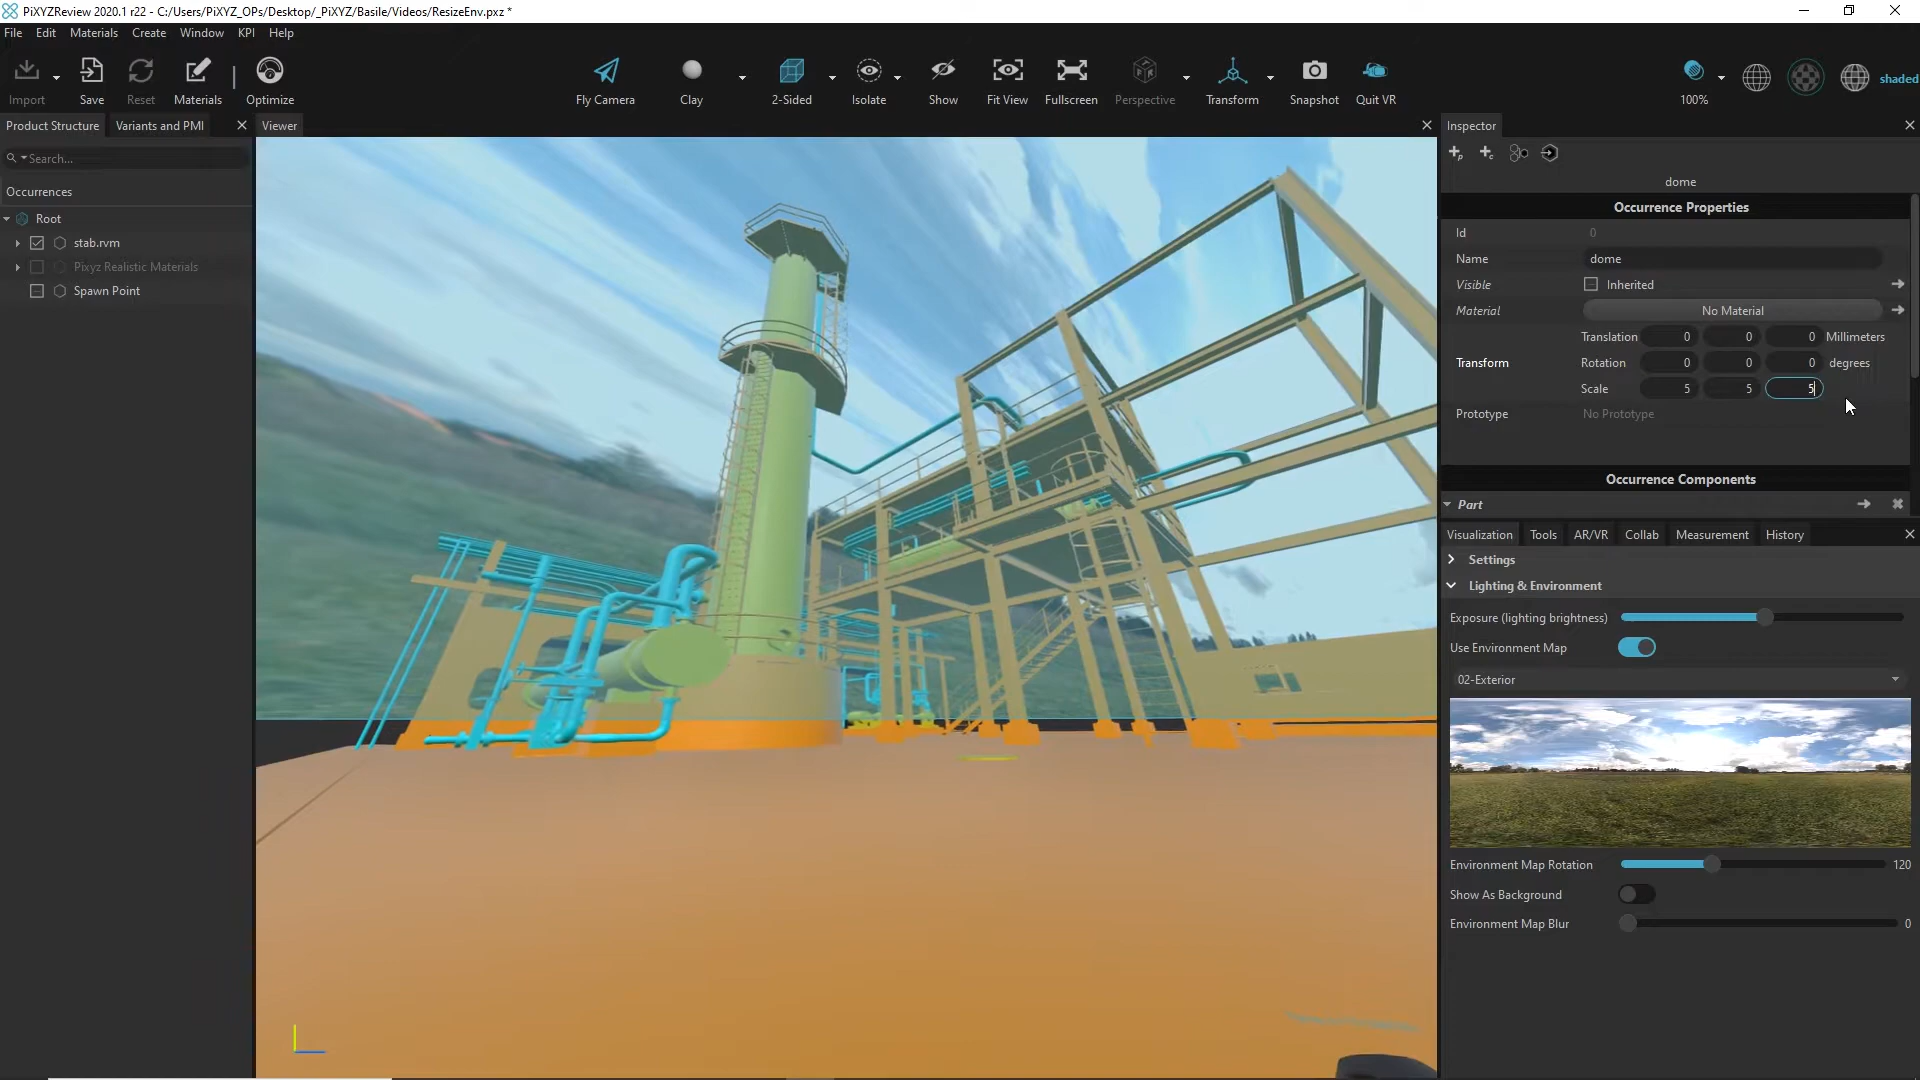 PiXYZReview 2020.1 r22 - C:/Users/PiXYZ_OPs/Desktop/_PiXYZ/Basile/Videos/ResizeEnv.pxz *
File Edit Materials Create Window KPI Help
Import Save Reset Materials Optimize Fly Camera Clay 2-Sided Isolate Show Fit View Fullscreen Perspective Transform Snapshot Quit VR 100% shaded
Product Structure Variants and PMI Viewer Inspector
Search...
dome
Occurrences
Occurrence Properties
Root
Id 0
stab.rvm
Name dome
Pixyz Realistic Materials
Visible Inherited
Spawn Point
Material No Material
Translation 0 0 0 Millimeters
Transform Rotation 0 0 0 degrees
Scale 5 5 5
Prototype No Prototype
Occurrence Components
Part
Visualization Tools AR/VR Collab Measurement History
Settings
Lighting & Environment
Exposure (lighting brightness)
Use Environment Map
02-Exterior
Environment Map Rotation 120
Show As Background
Environment Map Blur 0